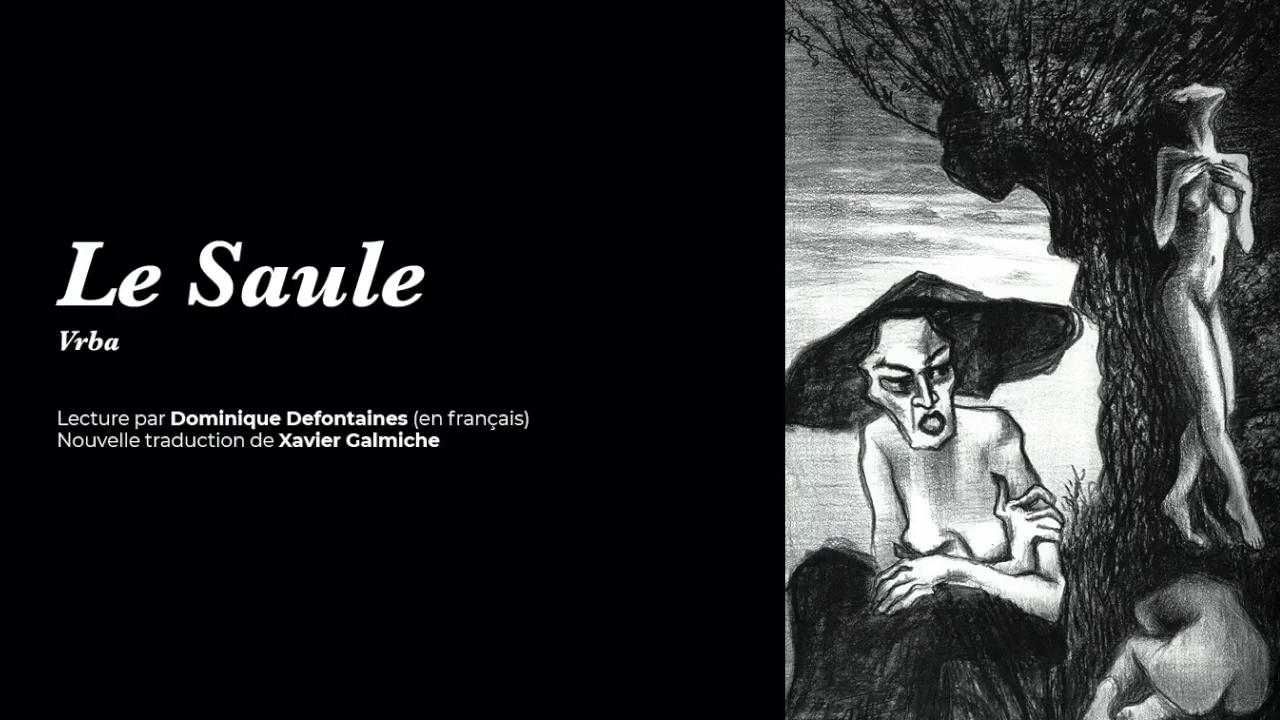 Le Saule
Vrba
Lecture par Dominique Defontaines (en français)
Nouvelle traduction de Xavier Galmiche